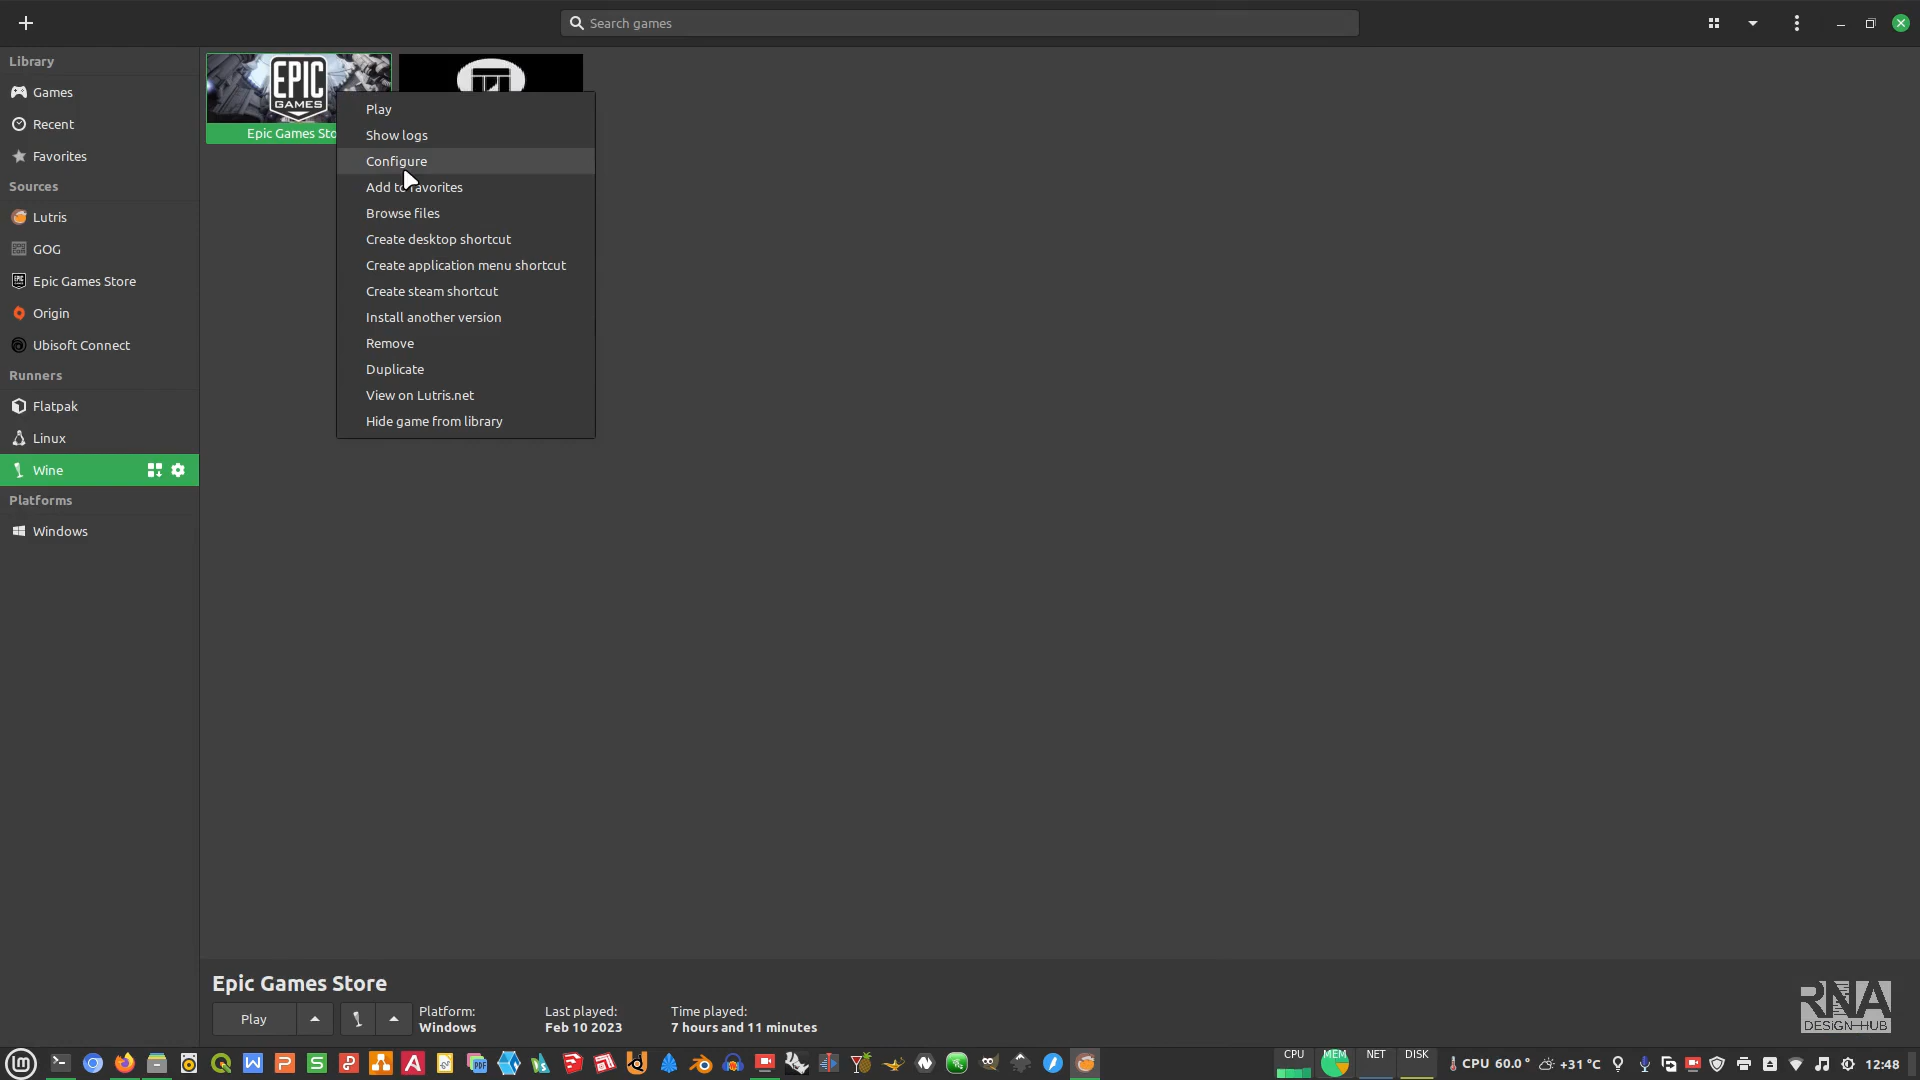 Search games
Library
Games
Recent
Favorites
Sources
Lutris
GOG
Epic Games Store
Origin
Ubisoft Connect
Runners
Flatpak
Linux
Wine
Platforms
Windows
EPIC
GAMES
Epic Games Sto
Play
Show logs
Configure
Add to favorites
Browse files
Create desktop shortcut
Create application menu shortcut
Create steam shortcut
Install another version
Remove
Duplicate
View on Lutris.net
Hide game from library
Epic Games Store
Play
Platform:
Windows
Last played:
Feb 10 2023
Time played:
7 hours and 11 minutes
RNA
DESIGN-HUB
CPU
MEM
NET
DISK
CPU 60.0°
+31 °C
12:48